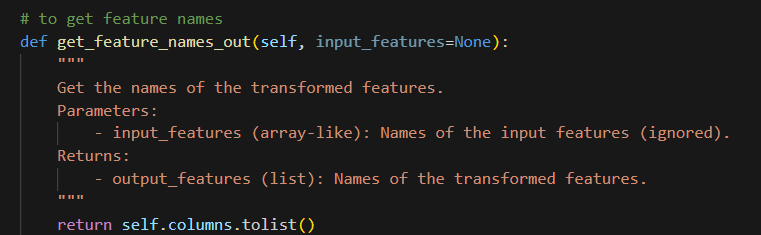 # to get feature names
def get_feature_names_out(self, input_features=None):
"""
Get the names of the transformed features.
Parameters:
- input_features (array-like): Names of the input features (ignored).
Returns:
- output_features (list): Names of the transformed features.
"""
return self.columns.tolist()